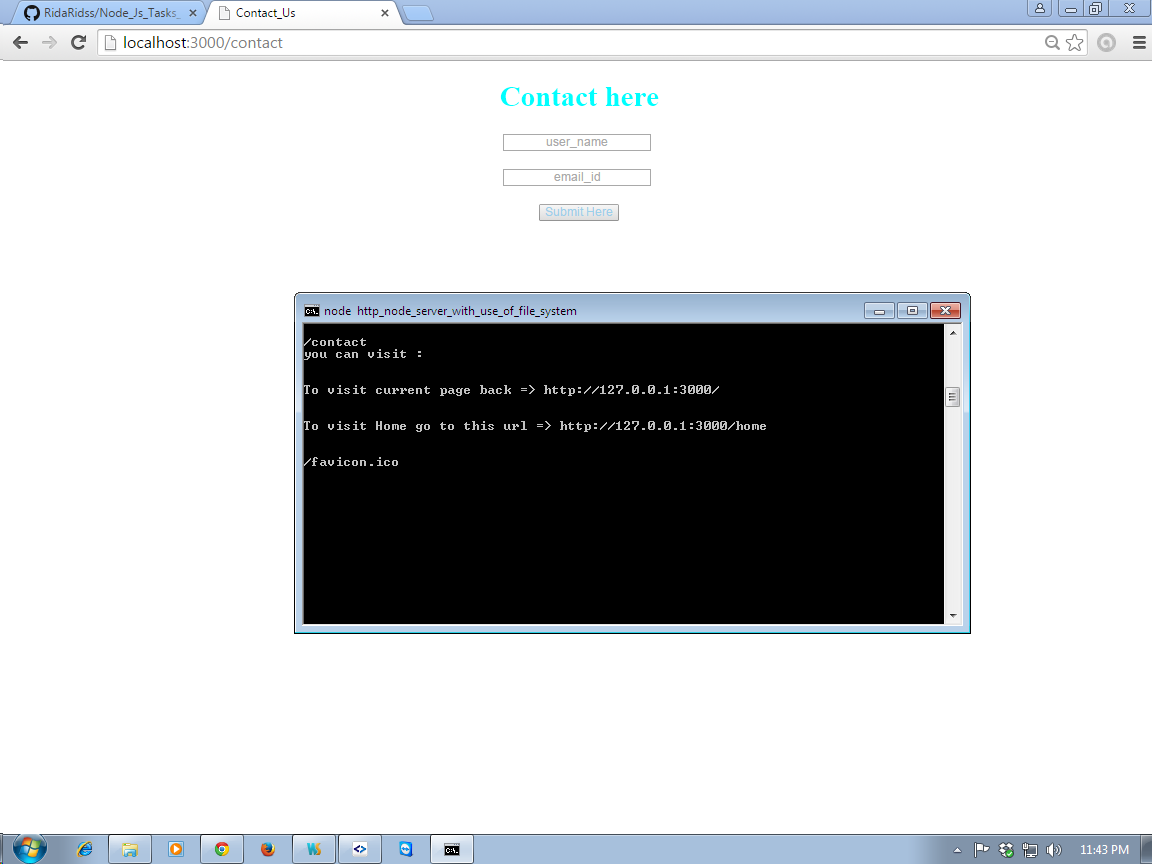 RidaRidss/Node_Js_Tasks_
Contact_Us
localhost:3000/contact
Contact here
user_name
email_id
Submit Here
node  http_node_server_with_use_of_file_system
/contact
you can visit :
To visit current page back => http://127.0.0.1:3000/
To visit Home go to this url => http://127.0.0.1:3000/home
/favicon.ico
11:43 PM